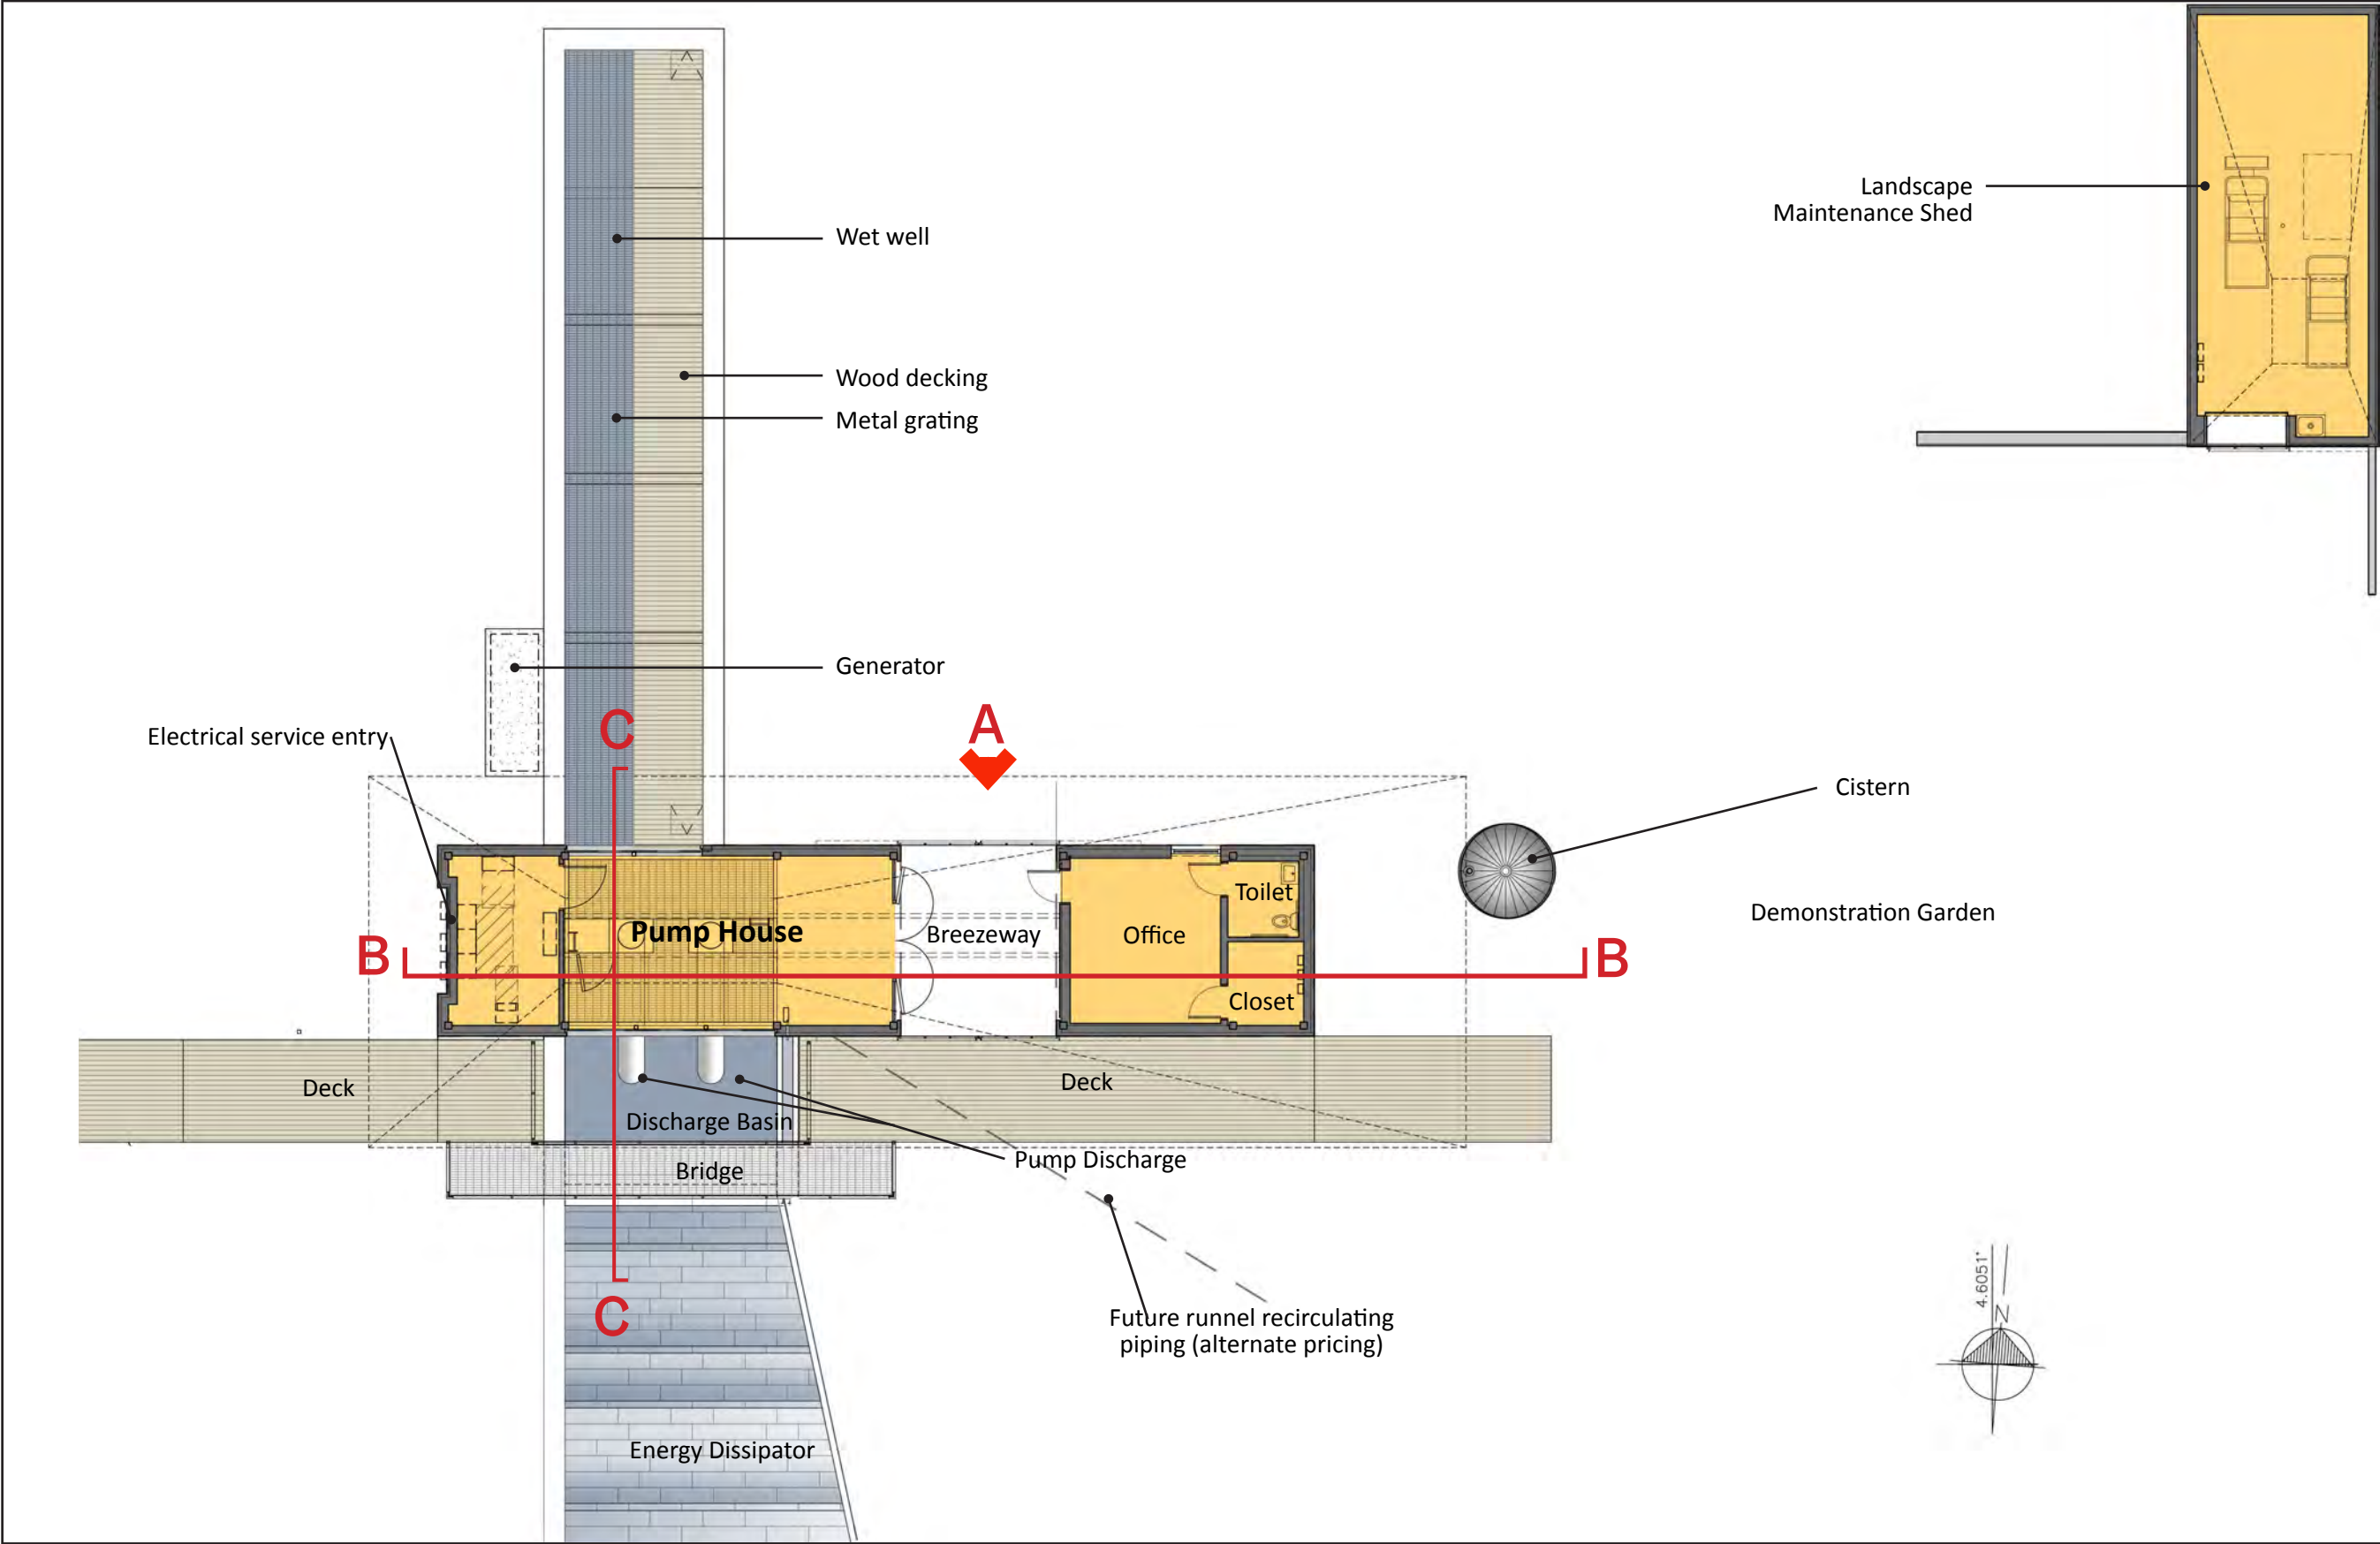 Landscape
Maintenance Shed
Wet well
Wood decking
Metal grating
Generator
C
A
Electrical service entry
Cistern
Toilet
Demonstration Garden
Pump House
Breezeway
Office
B
B
Closet
Deck
Deck
Discharge Basin
Pump Discharge
Bridge
C
Future runnel recirculating
piping (alternate pricing)
4.6051°
N
Energy Dissipator